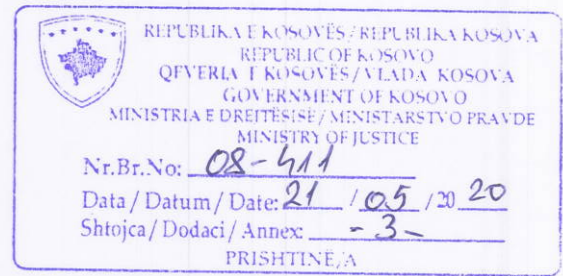 REPUBLIKA E KOSOVËS / REPUBLIKA KOSOVA
REPUBLIC OF KOSOVO
QEVERIA E KOSOVËS / VLADA KOSOVA
GOVERNMENT OF KOSOVO
MINISTRIA E DREJTËSISË / MINISTARSTVO PRAVDE
MINISTRY OF JUSTICE
Nr.Br.No: 08-411
Data / Datum / Date: 21 / 05 / 20 20
Shtojca / Dodaci / Annex: - 3 -
PRISHTINË/A